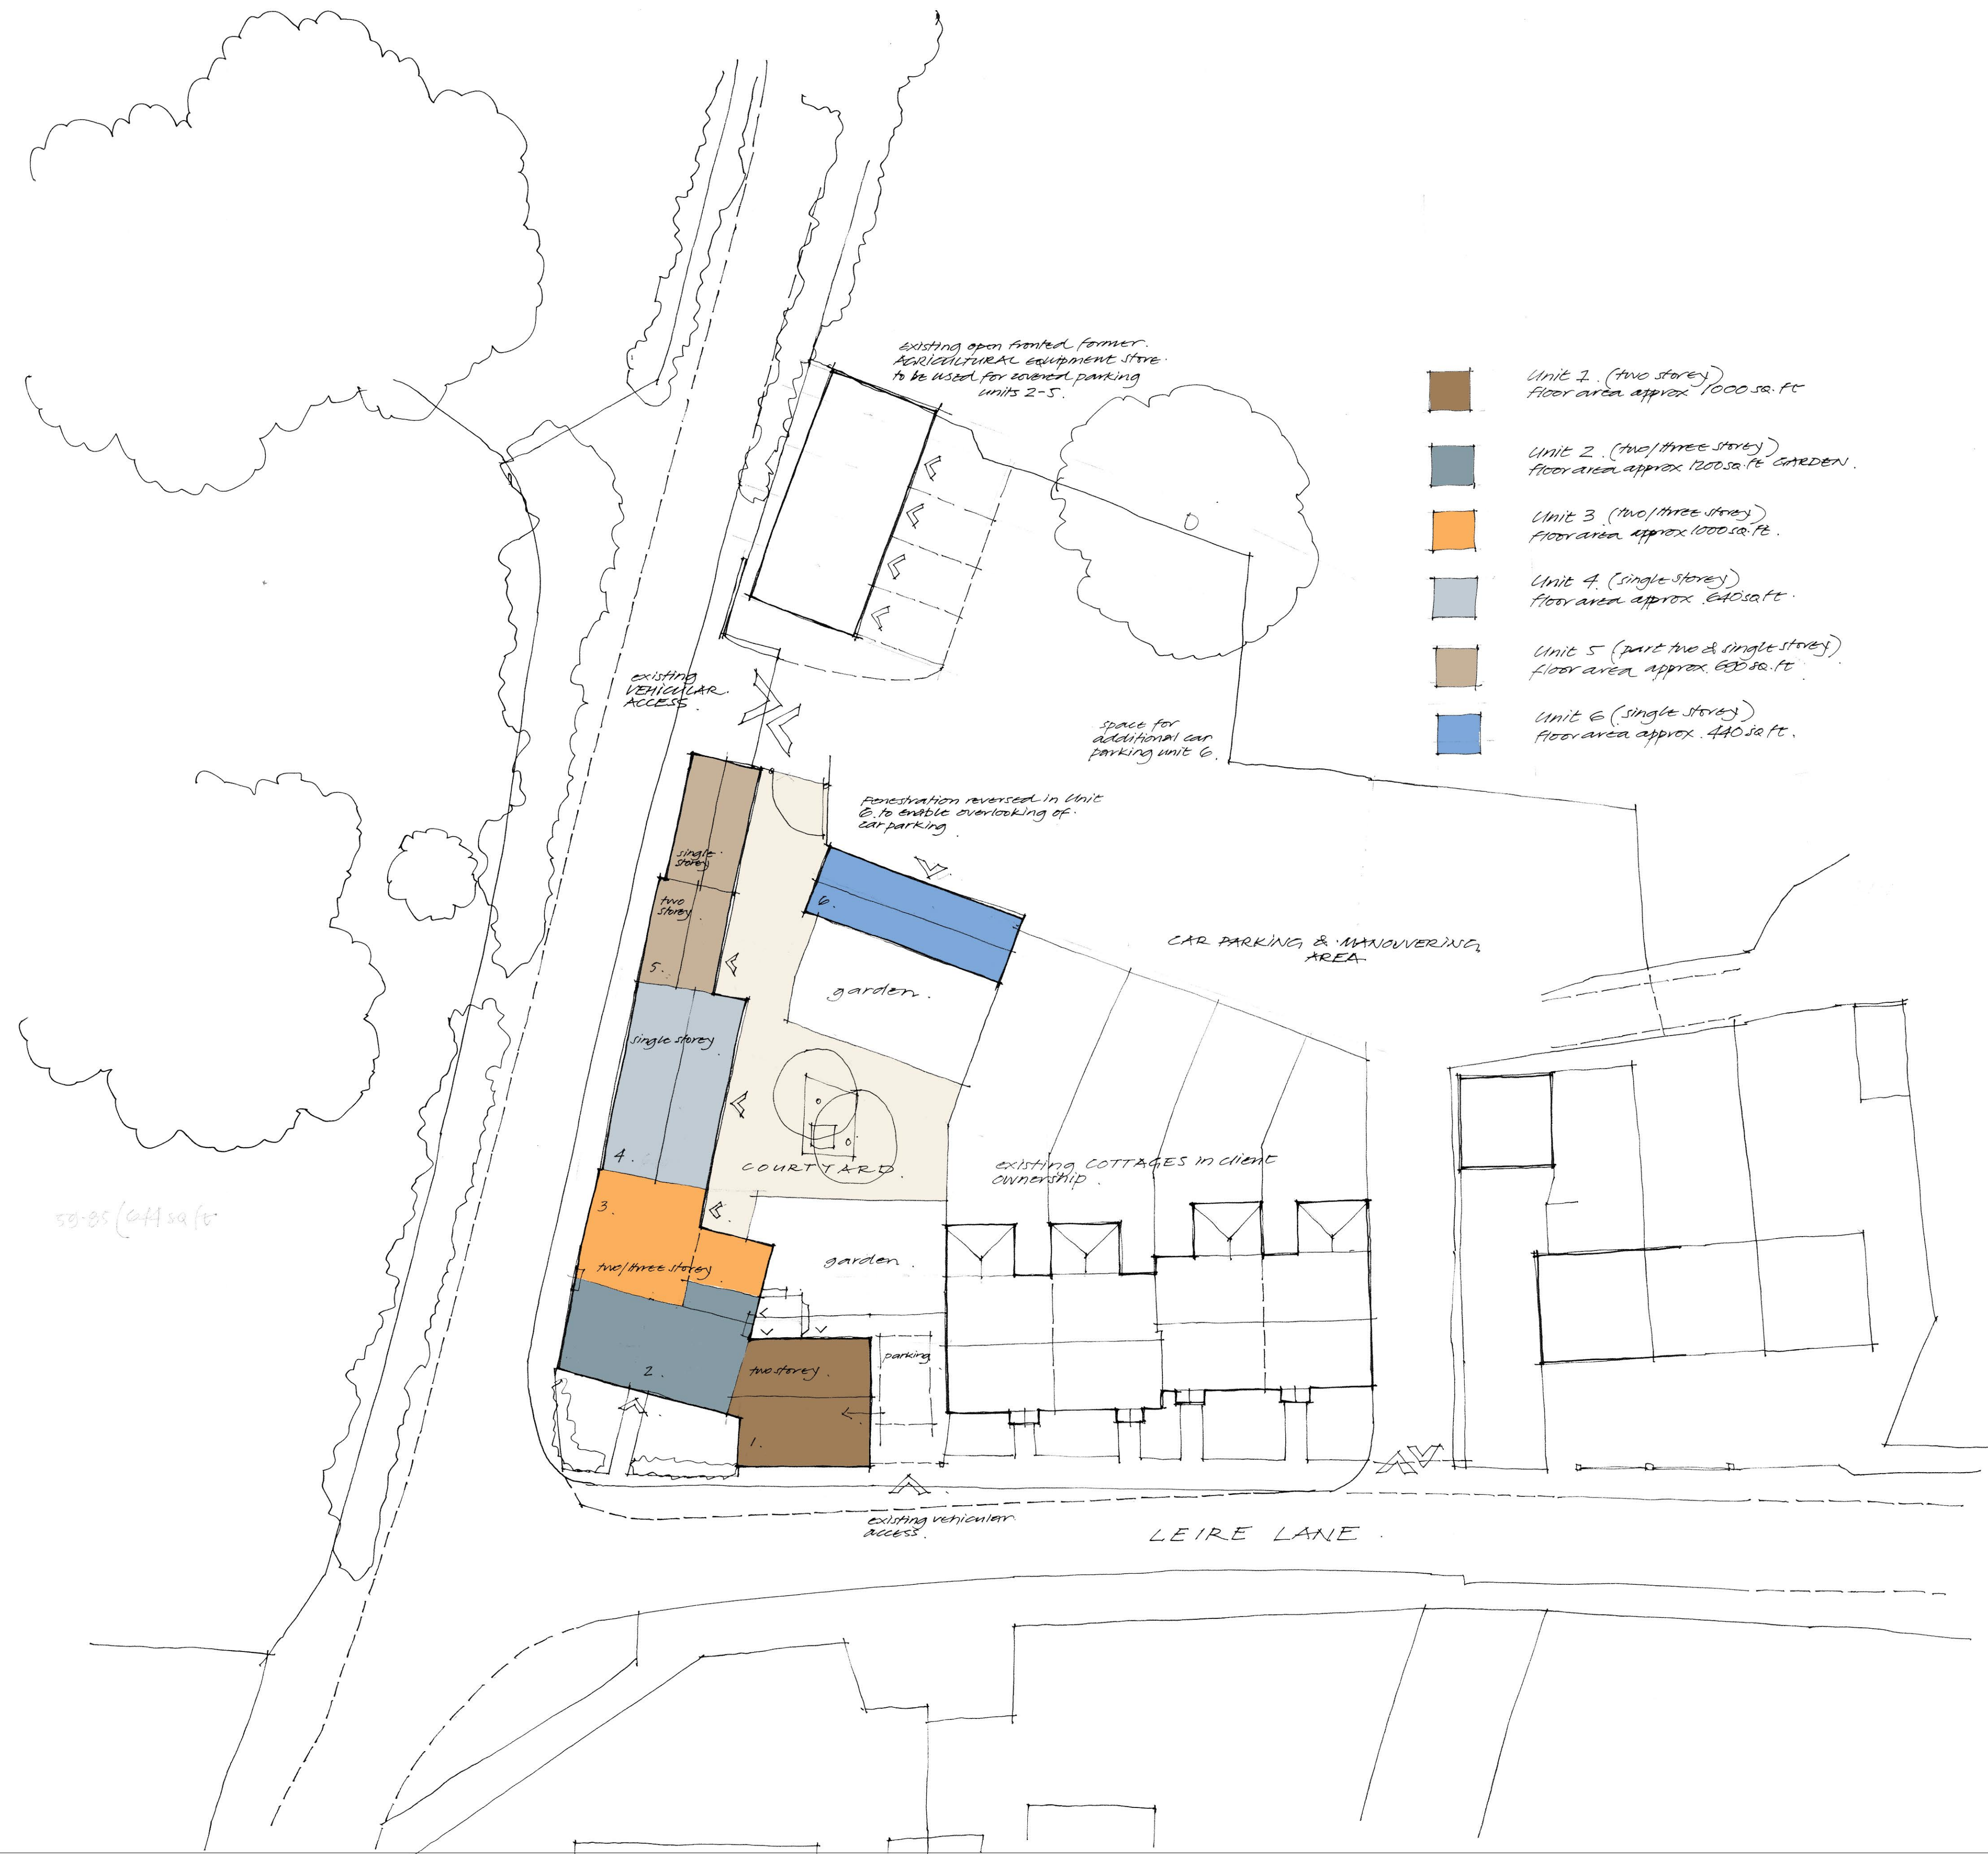 existing open fronted former.
AGRICULTURAL equipment store.
to be used for covered parking
units 2-5.
Unit 1. (two storey)
floor area approx 1000 sq.ft
Unit 2. (two/three storey)
floor area approx 1200 sq.ft GARDEN.
Unit 3 (two/three storey)
floor area approx 1000 sq.ft.
Unit 4. (single storey)
floor area approx. 640 sq ft.
Unit 5 (part two & single storey)
floor area approx. sq.ft
Unit 6 (single storey)
floor area approx. 440 sq ft.
existing
VEHICULAR.
ACCESS.
space for
additional car
parking unit 6.
Fenestration reversed in Unit
6. to enable overlooking of.
car parking
single
storey
two
storey
5.
6.
garden.
CAR PARKING & MANOUVERING
AREA
single storey
4.
COURTYARD.
existing COTTAGES in client
ownership.
3.
two/three storey
garden.
2.
two storey.
parking
1.
existing vehicular
access.
LEIRE LANE.